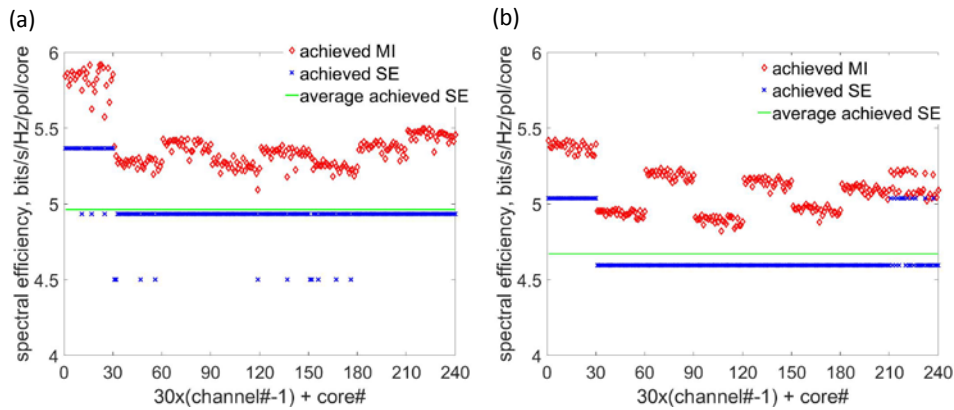 (a)
6
5.5
5
4.5
4
spectral efficiency, bits/s/Hz/pol/core
achieved MI
achieved SE
average achieved SE
0 30 60 90 120 150 180 210 240
30x(channel#-1) + core#
(b)
6
5.5
5
4.5
4
spectral efficiency, bits/s/Hz/pol/core
achieved MI
achieved SE
average achieved SE
0 30 60 90 120 150 180 210 240
30x(channel#-1) + core#